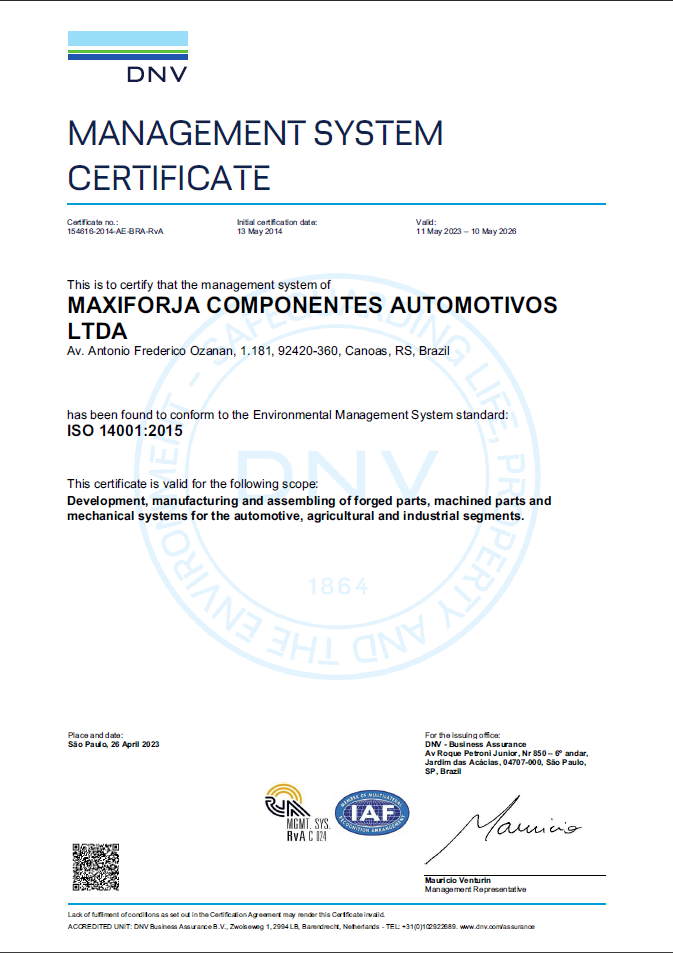 DNV
MANAGEMENT SYSTEM
CERTIFICATE
Certificate no.:
154616-2014-AE-BRA-RvA
Initial certification date:
13 May 2014
Valid:
11 May 2023 – 10 May 2026
This is to certify that the management system of
MAXIFORJA COMPONENTES AUTOMOTIVOS
LTDA
Av. Antonio Frederico Ozanan, 1.181, 92420-360, Canoas, RS, Brazil
has been found to conform to the Environmental Management System standard:
ISO 14001:2015
This certificate is valid for the following scope:
Development, manufacturing and assembling of forged parts, machined parts and
mechanical systems for the automotive, agricultural and industrial segments.
SAFEGUARDING LIFE, PROPERTY AND THE ENVIRONMENT
DNV
1864
Place and date:
São Paulo, 26 April 2023
For the issuing office:
DNV - Business Assurance
Av Roque Petroni Junior, Nr 850 – 6º andar,
Jardim das Acácias, 04707-000, São Paulo,
SP, Brazil
RvA
MGMT. SYS.
RvA C 024
MEMBER OF MULTILATERAL
IAF
RECOGNITION ARRANGEMENT
Mauricio
Mauricio Venturin
Management Representative
Lack of fulfilment of conditions as set out in the Certification Agreement may render this Certificate invalid.
ACCREDITED UNIT: DNV Business Assurance B.V., Zwolseweg 1, 2994 LB, Barendrecht, Netherlands - TEL: +31(0)102922689. www.dnv.com/assurance